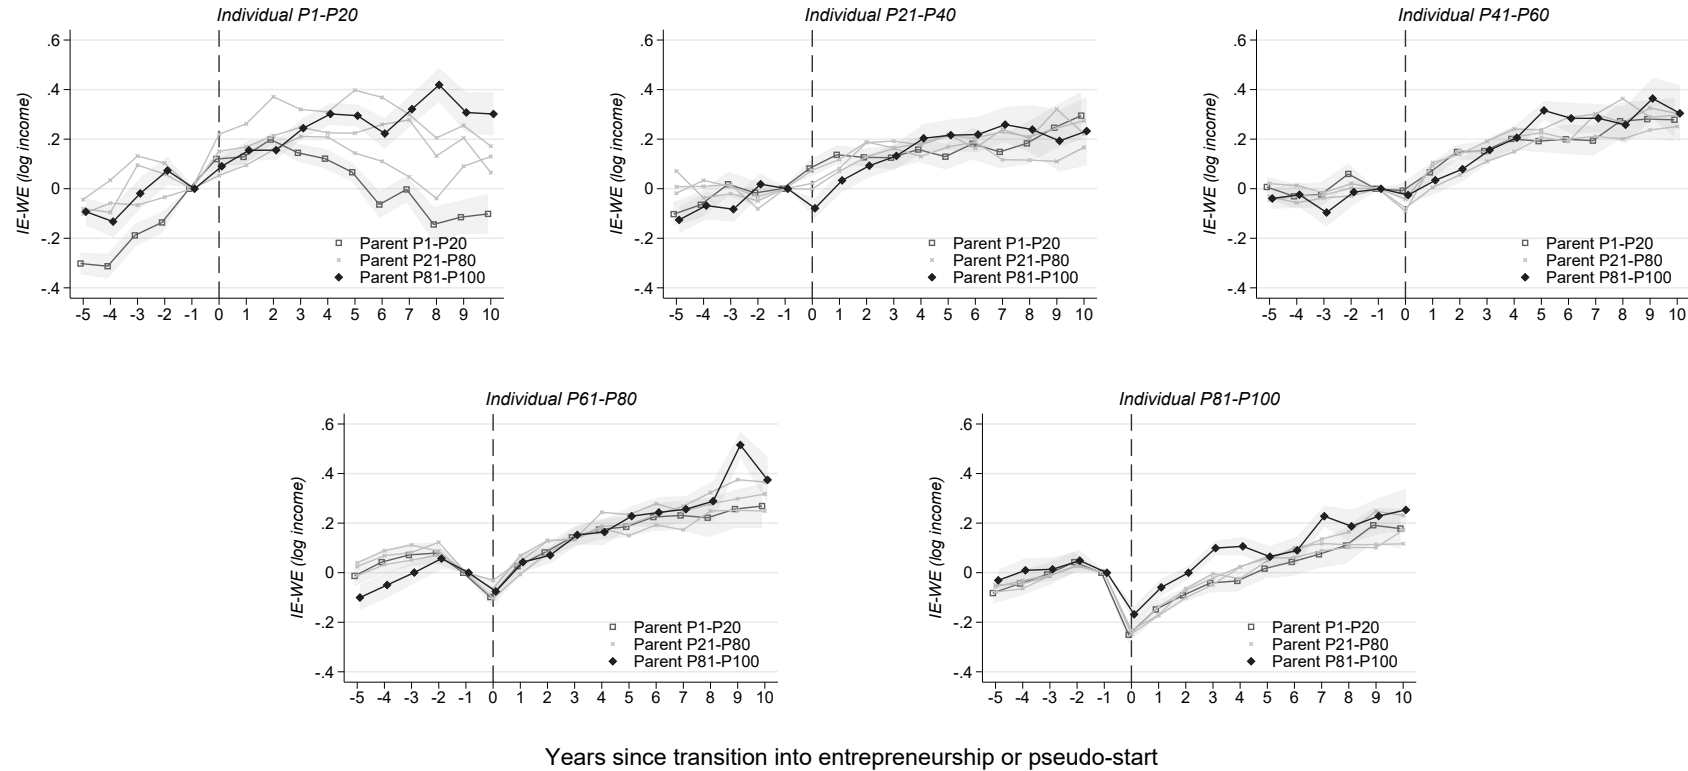 Individual P1-P20
IE-WE (log income)
.6
.4
.2
0
-.2
-.4
Parent P1-P20
Parent P21-P80
Parent P81-P100
-5 -4 -3 -2 -1 0 1 2 3 4 5 6 7 8 9 10
Individual P21-P40
IE-WE (log income)
.6
.4
.2
0
-.2
-.4
Parent P1-P20
Parent P21-P80
Parent P81-P100
-5 -4 -3 -2 -1 0 1 2 3 4 5 6 7 8 9 10
Individual P41-P60
IE-WE (log income)
.6
.4
.2
0
-.2
-.4
Parent P1-P20
Parent P21-P80
Parent P81-P100
-5 -4 -3 -2 -1 0 1 2 3 4 5 6 7 8 9 10
Individual P61-P80
IE-WE (log income)
.6
.4
.2
0
-.2
-.4
Parent P1-P20
Parent P21-P80
Parent P81-P100
-5 -4 -3 -2 -1 0 1 2 3 4 5 6 7 8 9 10
Individual P81-P100
IE-WE (log income)
.6
.4
.2
0
-.2
-.4
Parent P1-P20
Parent P21-P80
Parent P81-P100
-5 -4 -3 -2 -1 0 1 2 3 4 5 6 7 8 9 10
Years since transition into entrepreneurship or pseudo-start